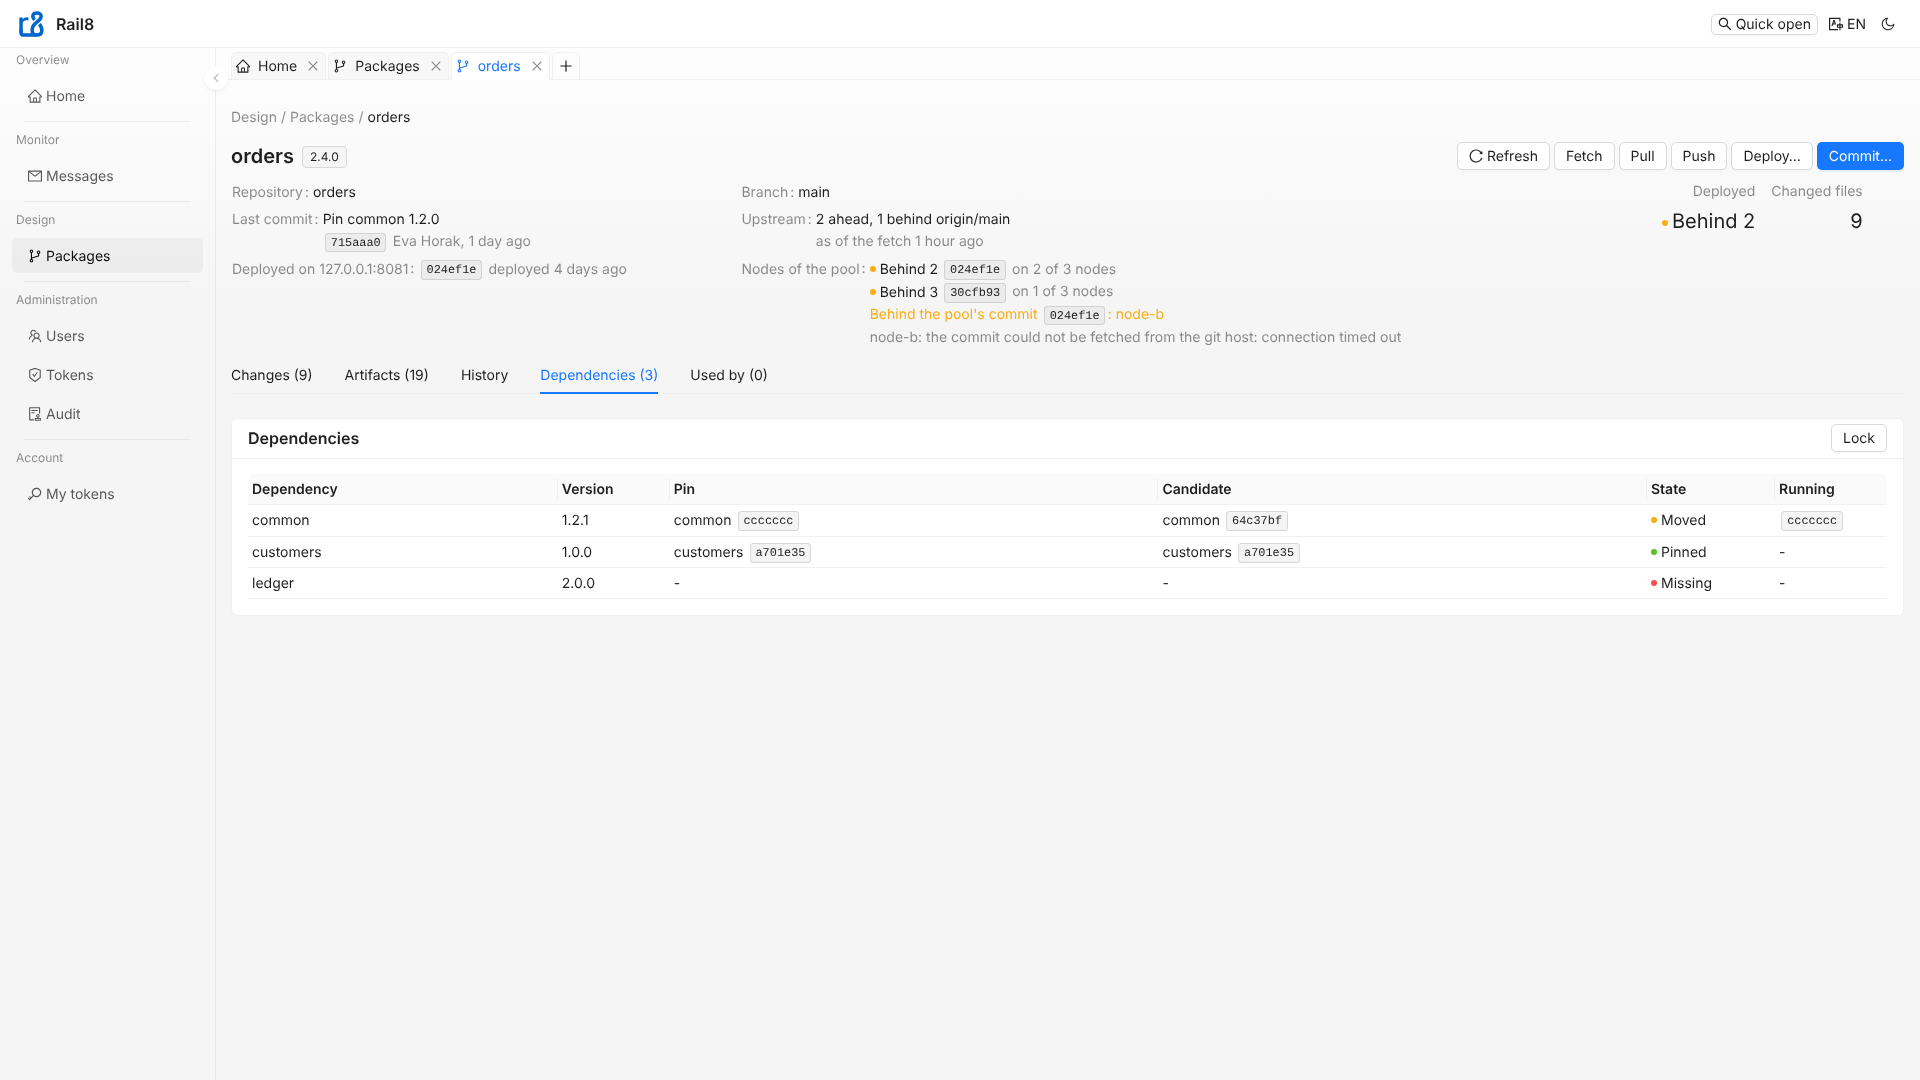 r8 Rail8
Quick open
EN
Overview
Home
Monitor
Messages
Design
Packages
Administration
Users
Tokens
Audit
Account
My tokens
Home
Packages
orders
Design / Packages / orders
orders 2.4.0
Refresh
Fetch
Pull
Push
Deploy...
Commit...
Repository: orders
Branch: main
Deployed
Behind 2
Changed files
9
Last commit: Pin common 1.2.0
715aaa0 Eva Horak, 1 day ago
Upstream: 2 ahead, 1 behind origin/main
as of the fetch 1 hour ago
Deployed on 127.0.0.1:8081: 024ef1e deployed 4 days ago
Nodes of the pool: Behind 2 024ef1e on 2 of 3 nodes
Behind 3 30cfb93 on 1 of 3 nodes
Behind the pool's commit 024ef1e : node-b
node-b: the commit could not be fetched from the git host: connection timed out
Changes (9)
Artifacts (19)
History
Dependencies (3)
Used by (0)
Dependencies
Lock
Dependency Version Pin Candidate State Running
common 1.2.1 common ccccccc common 64c37bf Moved ccccccc
customers 1.0.0 customers a701e35 customers a701e35 Pinned -
ledger 2.0.0 - - Missing -